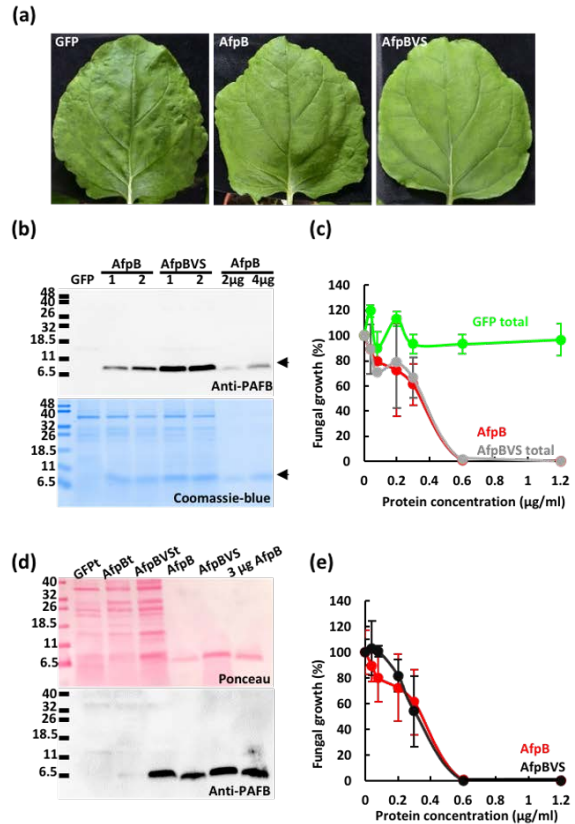 (a)
GFP AfpB AfpBVS
(b)
AfpB AfpBVS AfpB
GFP 1 2 1 2 2μg 4μg
48
40
32
26
18.5
11
6.5
Anti-PAFB
48
40
32
26
18.5
11
6.5
Coomassie-blue
(c)
140
120
100
80
60
40
20
0
Fungal growth (%)
GFP total
AfpB
AfpBVS total
0 0.2 0.4 0.6 0.8 1 1.2
Protein concentration (μg/ml)
(d)
GFPt AfpBt AfpBVSt AfpB AfpBVS 3 μg AfpB
40
32
26
18.5
11
6.5
Ponceau
40
32
26
18.5
11
6.5
Anti-PAFB
(e)
140
120
100
80
60
40
20
0
Fungal growth (%)
AfpB
AfpBVS
0 0.2 0.4 0.6 0.8 1 1.2
Protein concentration (μg/ml)